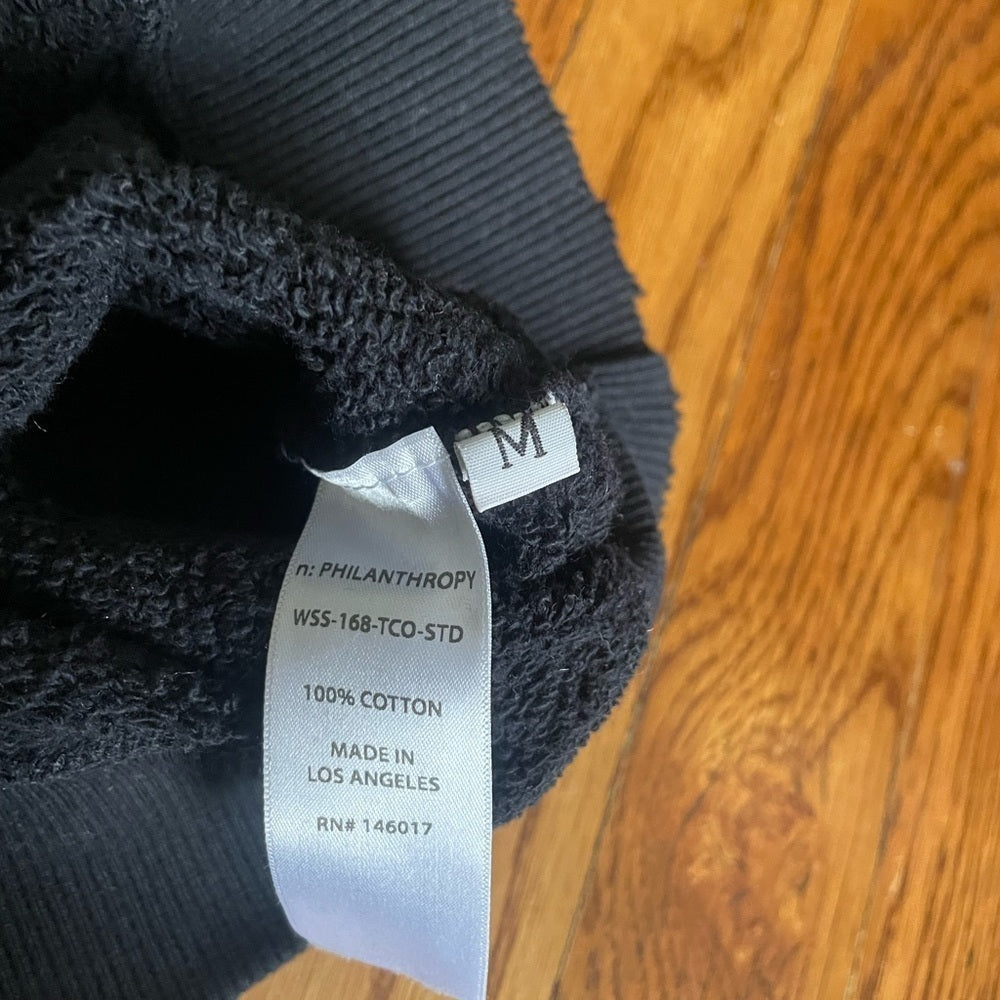 M
n: PHILANTHROPY
WSS-168-TCO-STD
100% COTTON
MADE IN
LOS ANGELES
RN# 146017